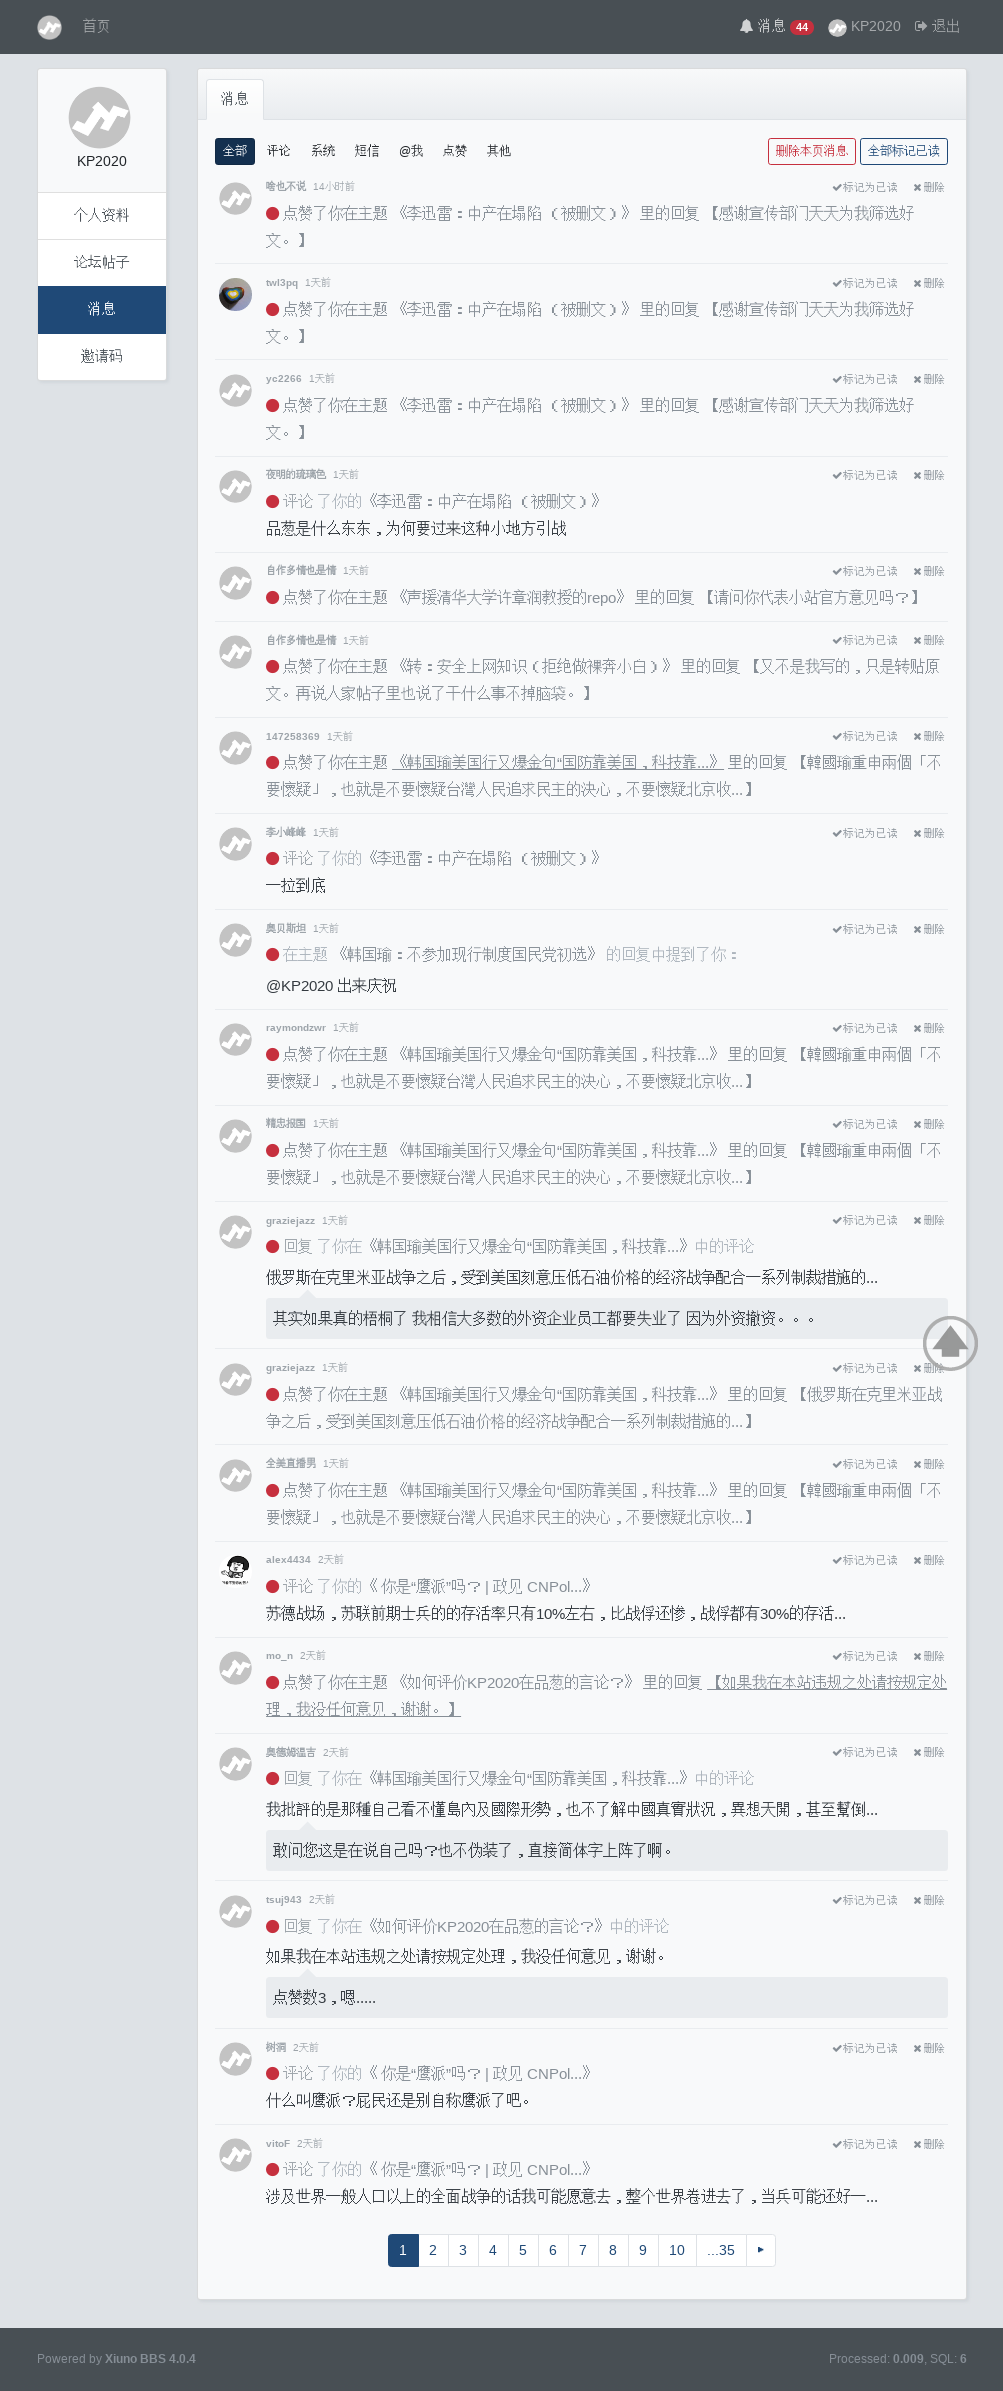 首页
消息 44 KP2020 退出
KP2020
个人资料
论坛帖子
消息
邀请码
消息
全部 评论 系统 短信 @我 点赞 其他 删除本页消息 全部标记已读
啥也不说 14小时前 标记为已读 删除
点赞了你在主题 《李迅雷：中产在塌陷 （被删文）》 里的回复 【感谢宣传部门天天为我筛选好
文。】
twl3pq 1天前 标记为已读 删除
点赞了你在主题 《李迅雷：中产在塌陷 （被删文）》 里的回复 【感谢宣传部门天天为我筛选好
文。】
yc2266 1天前 标记为已读 删除
点赞了你在主题 《李迅雷：中产在塌陷 （被删文）》 里的回复 【感谢宣传部门天天为我筛选好
文。】
夜明的琉璃色 1天前 标记为已读 删除
评论 了你的《李迅雷：中产在塌陷 （被删文）》
品葱是什么东东，为何要过来这种小地方引战
自作多情也是情 1天前 标记为已读 删除
点赞了你在主题 《声援清华大学许章润教授的repo》 里的回复 【请问你代表小站官方意见吗？】
自作多情也是情 1天前 标记为已读 删除
点赞了你在主题 《转：安全上网知识（拒绝做裸奔小白）》 里的回复 【又不是我写的，只是转贴原
文。再说人家帖子里也说了干什么事不掉脑袋。】
147258369 1天前 标记为已读 删除
点赞了你在主题 《韩国瑜美国行又爆金句“国防靠美国，科技靠...》 里的回复 【韓國瑜重申兩個「不
要懷疑」，也就是不要懷疑台灣人民追求民主的決心，不要懷疑北京收...】
李小峰峰 1天前 标记为已读 删除
评论 了你的《李迅雷：中产在塌陷 （被删文）》
一拉到底
奥贝斯坦 1天前 标记为已读 删除
在主题 《韩国瑜：不参加现行制度国民党初选》 的回复中提到了你：
@KP2020 出来庆祝
raymondzwr 1天前 标记为已读 删除
点赞了你在主题 《韩国瑜美国行又爆金句“国防靠美国，科技靠...》 里的回复 【韓國瑜重申兩個「不
要懷疑」，也就是不要懷疑台灣人民追求民主的決心，不要懷疑北京收...】
精忠报国 1天前 标记为已读 删除
点赞了你在主题 《韩国瑜美国行又爆金句“国防靠美国，科技靠...》 里的回复 【韓國瑜重申兩個「不
要懷疑」，也就是不要懷疑台灣人民追求民主的決心，不要懷疑北京收...】
graziejazz 1天前 标记为已读 删除
回复 了你在《韩国瑜美国行又爆金句“国防靠美国，科技靠...》中的评论
俄罗斯在克里米亚战争之后，受到美国刻意压低石油价格的经济战争配合一系列制裁措施的...
其实如果真的梧桐了 我相信大多数的外资企业员工都要失业了 因为外资撤资。。。
graziejazz 1天前 标记为已读 删除
点赞了你在主题 《韩国瑜美国行又爆金句“国防靠美国，科技靠...》 里的回复 【俄罗斯在克里米亚战
争之后，受到美国刻意压低石油价格的经济战争配合一系列制裁措施的...】
全美直播男 1天前 标记为已读 删除
点赞了你在主题 《韩国瑜美国行又爆金句“国防靠美国，科技靠...》 里的回复 【韓國瑜重申兩個「不
要懷疑」，也就是不要懷疑台灣人民追求民主的決心，不要懷疑北京收...】
alex4434 2天前 标记为已读 删除
评论 了你的《 你是“鹰派”吗？| 政见 CNPol...》
苏德战场，苏联前期士兵的的存活率只有10%左右，比战俘还惨，战俘都有30%的存活...
mo_n 2天前 标记为已读 删除
点赞了你在主题 《如何评价KP2020在品葱的言论？》 里的回复 【如果我在本站违规之处请按规定处
理，我没任何意见，谢谢。】
奥德姆温吉 2天前 标记为已读 删除
回复 了你在《韩国瑜美国行又爆金句“国防靠美国，科技靠...》中的评论
我批評的是那種自己看不懂島內及國際形勢，也不了解中國真實狀況，異想天開，甚至幫倒...
敢问您这是在说自己吗？也不伪装了，直接简体字上阵了啊。
tsuj943 2天前 标记为已读 删除
回复 了你在《如何评价KP2020在品葱的言论？》中的评论
如果我在本站违规之处请按规定处理，我没任何意见，谢谢。
点赞数3，嗯.....
树洞 2天前 标记为已读 删除
评论 了你的《 你是“鹰派”吗？| 政见 CNPol...》
什么叫鹰派？屁民还是别自称鹰派了吧。
vitoF 2天前 标记为已读 删除
评论 了你的《 你是“鹰派”吗？| 政见 CNPol...》
涉及世界一般人口以上的全面战争的话我可能愿意去，整个世界卷进去了，当兵可能还好一...
1 2 3 4 5 6 7 8 9 10 ...35 ▸
Powered by Xiuno BBS 4.0.4 Processed: 0.009, SQL: 6